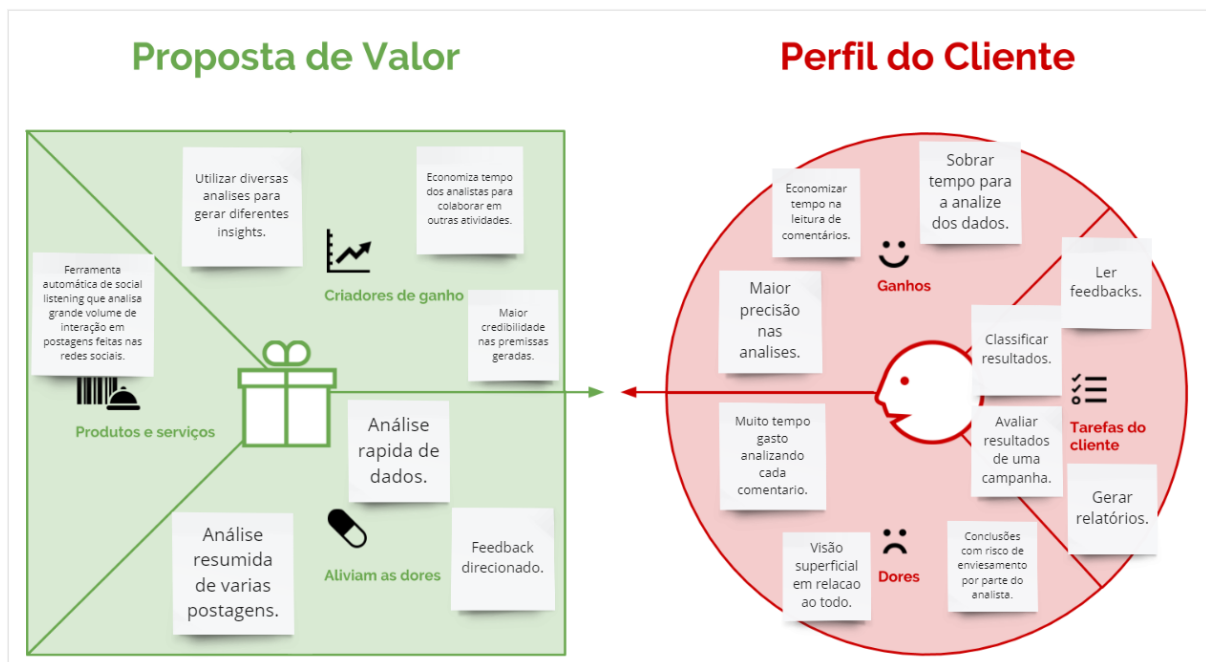 Proposta de Valor
Utilizar diversas
analises para
gerar diferentes
insights.
Economiza tempo
dos analistas para
colaborar em
outras atividades.
Ferramenta
automática de social
listening que analisa
grande volume de
interação em
postagens feitas nas
redes sociais.
Criadores de ganho
Maior
credibilidade
nas premissas
geradas.
Produtos e serviços
Análise
rapida de
dados.
Análise
resumida
de varias
postagens.
Aliviam as dores
Feedback
direcionado.
Perfil do Cliente
Economizar
tempo na
leitura de
comentários.
Sobrar
tempo para
a analize
dos dados.
Ganhos
Maior
precisão
nas
analises.
Ler
feedbacks.
Classificar
resultados.
Tarefas do
cliente
Avaliar
resultados
de uma
campanha.
Gerar
relatórios.
Muito tempo
gasto
analizando
cada
comentario.
Visão
superficial
em relacao
ao todo.
Dores
Conclusões
com risco de
enviesamento
por parte do
analista.